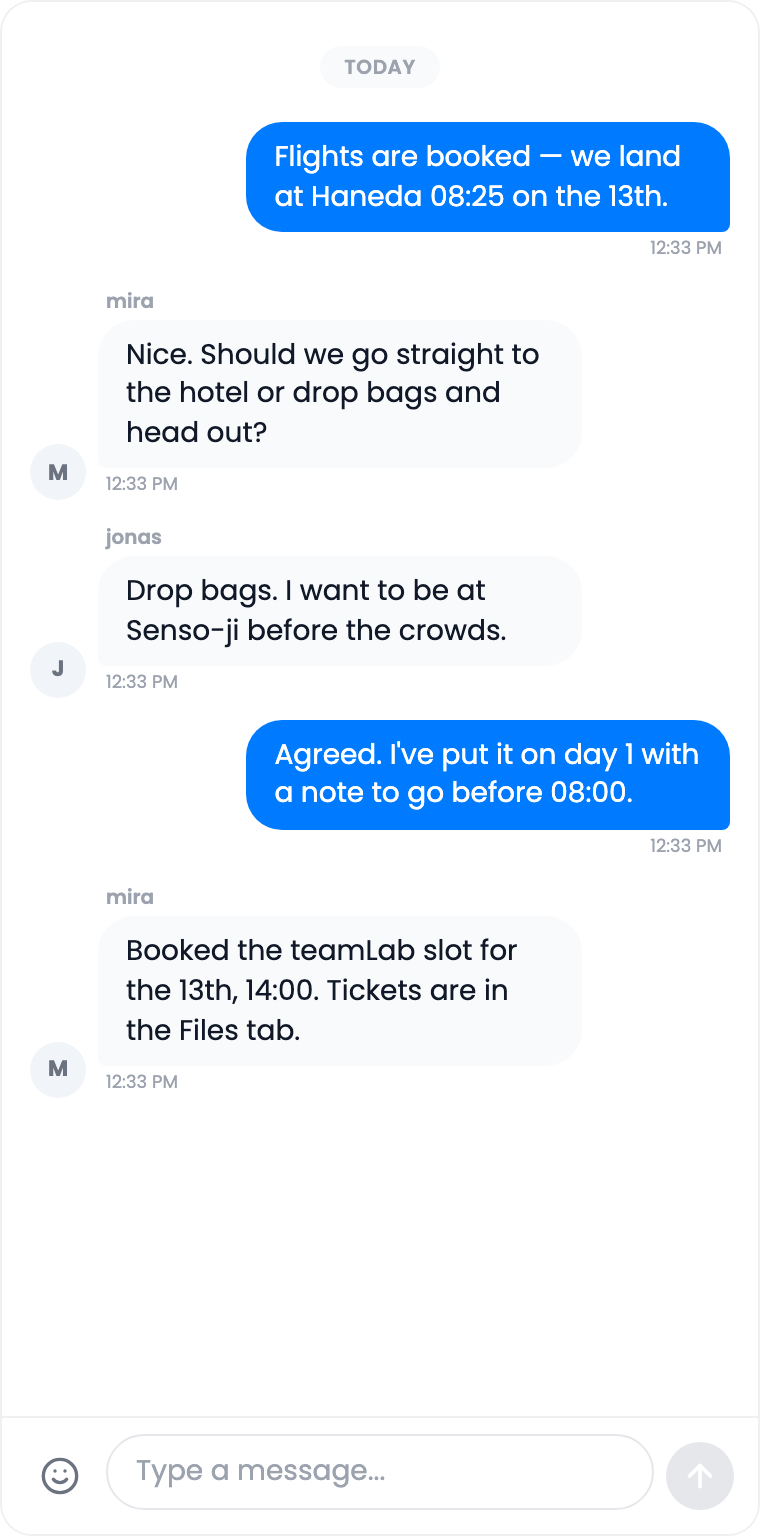 TODAY
Flights are booked — we land
at Haneda 08:25 on the 13th.
12:33 PM
mira
Nice. Should we go straight to
the hotel or drop bags and
head out?
M
12:33 PM
jonas
Drop bags. I want to be at
Senso-ji before the crowds.
J
12:33 PM
Agreed. I've put it on day 1 with
a note to go before 08:00.
12:33 PM
mira
Booked the teamLab slot for
the 13th, 14:00. Tickets are in
the Files tab.
M
12:33 PM
Type a message...